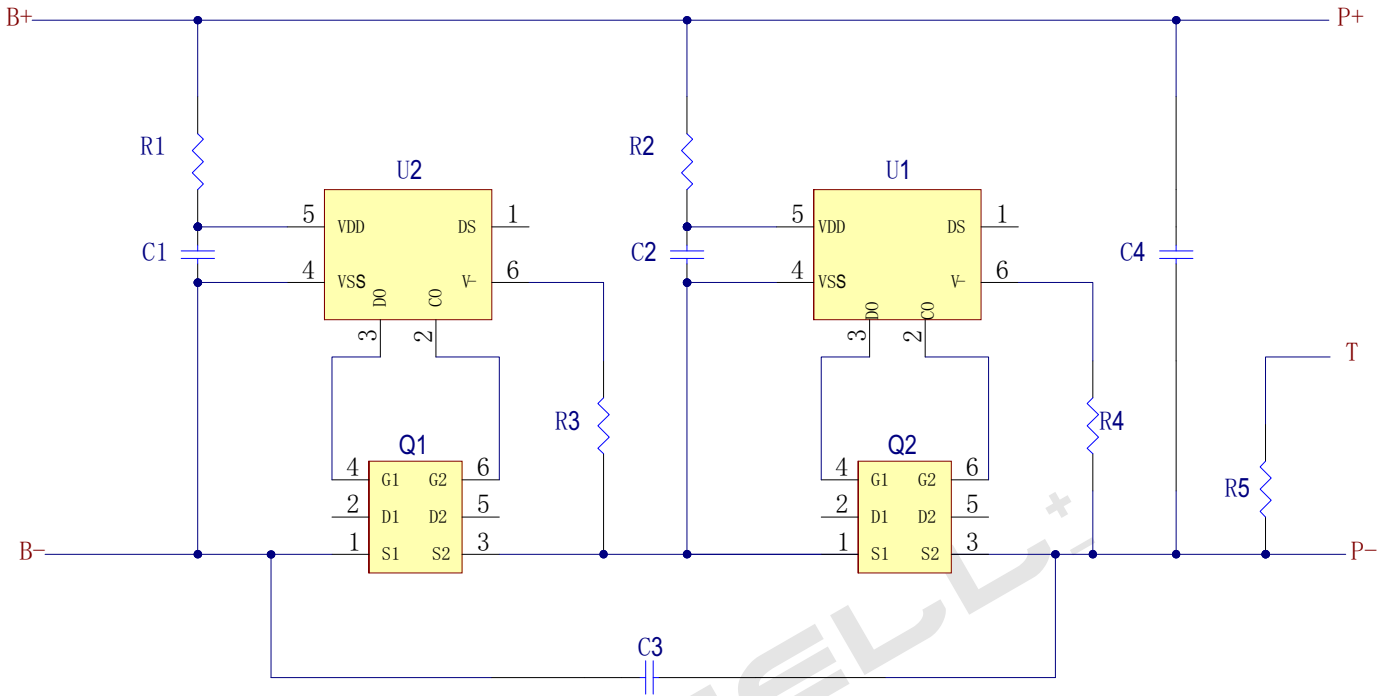 B+
P+
R1
R2
U2
U1
5 VDD DS 1
5 VDD DS 1
C1
C2
C4
4 VSS V- 6
4 VSS V- 6
DO CO
DO CO
3 2
3 2
T
R3
R4
Q1
Q2
4 G1 G2 6
4 G1 G2 6
R5
2 D1 D2 5
2 D1 D2 5
B-
1 S1 S2 3
1 S1 S2 3
P-
C3